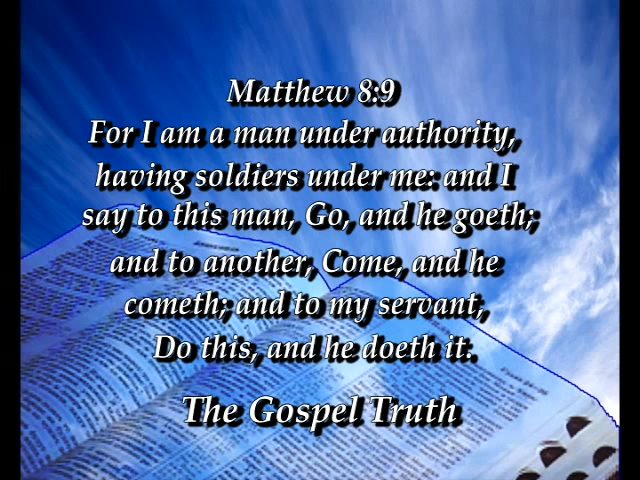 Matthew 8:9
For I am a man under authority,
having soldiers under me: and I
say to this man, Go, and he goeth;
and to another, Come, and he
cometh; and to my servant,
Do this, and he doeth it.
The Gospel Truth